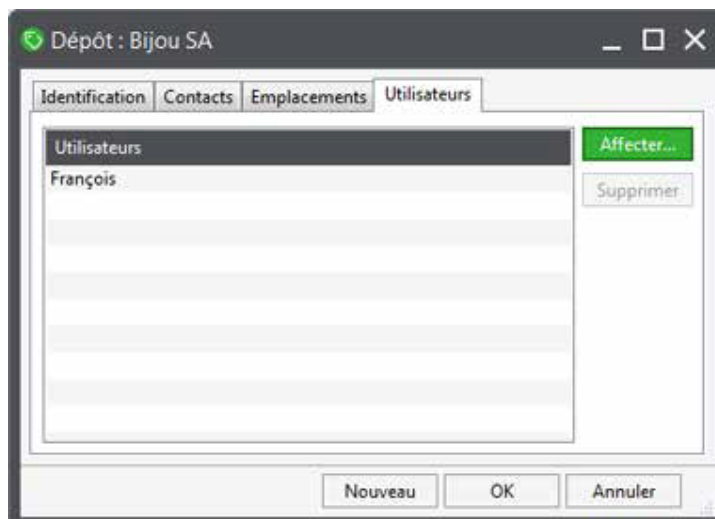 Dépôt : Bijou SA
Identification Contacts Emplacements Utilisateurs
Utilisateurs
Affecter...
François
Supprimer
Nouveau OK Annuler